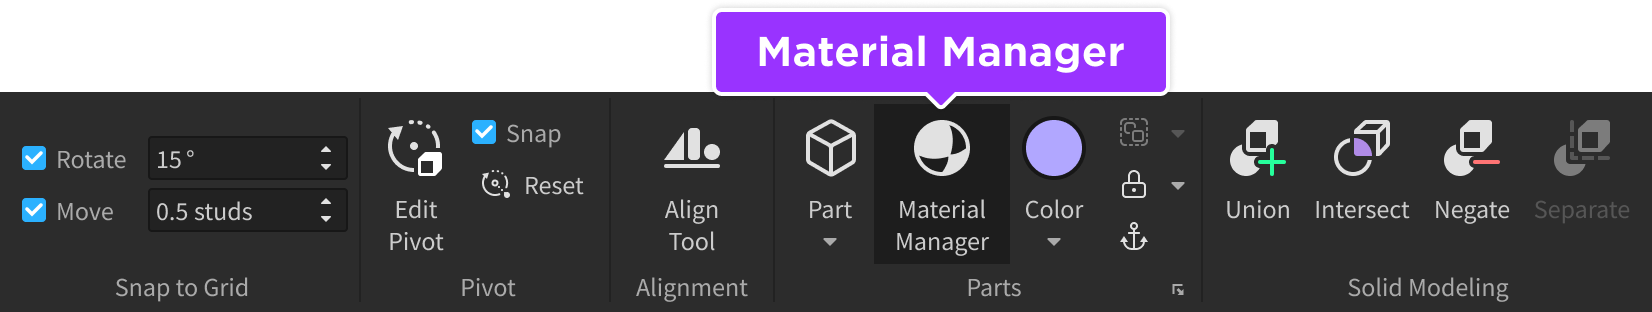 Material Manager
Rotate 15°
Move 0.5 studs
Snap to Grid
Edit
Pivot
Snap
Reset
Pivot
Align
Tool
Alignment
Part
Material
Manager
Color
Parts
Union
Intersect
Negate
Separate
Solid Modeling